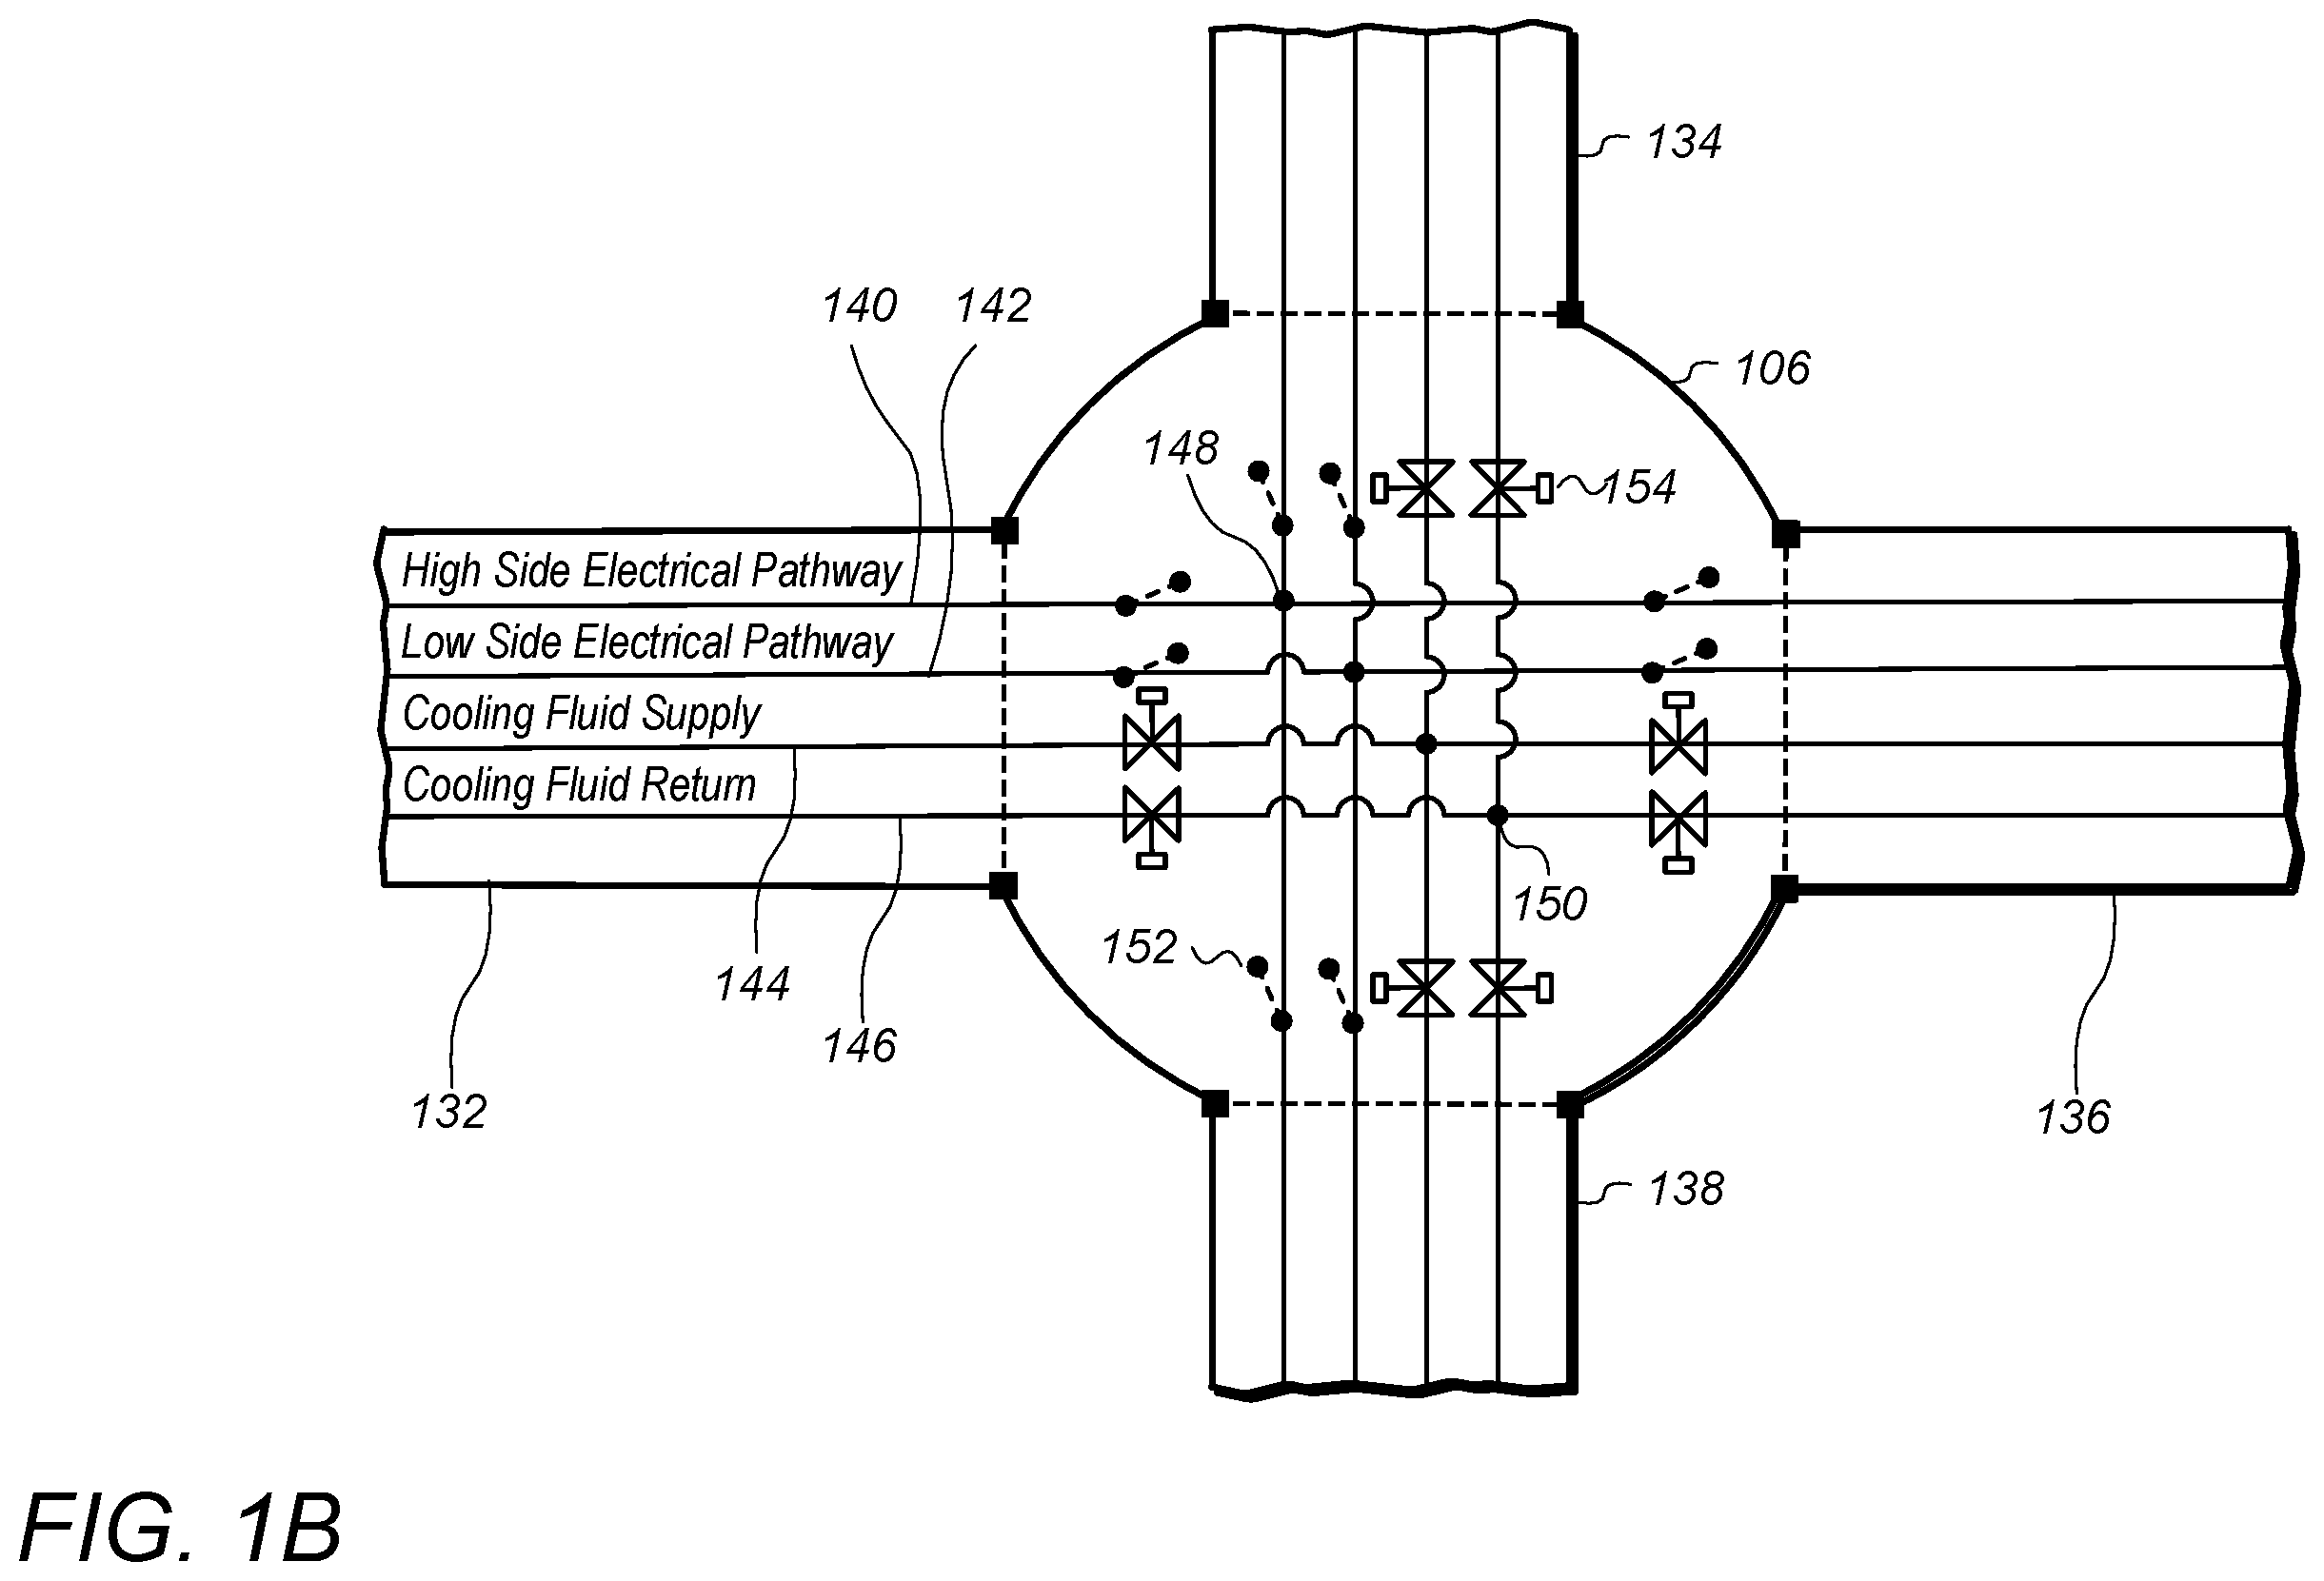 134
140 142
106
148
154
High Side Electrical Pathway
Low Side Electrical Pathway
Cooling Fluid Supply
Cooling Fluid Return
150
152
144
146
132
136
138
FIG. 1B